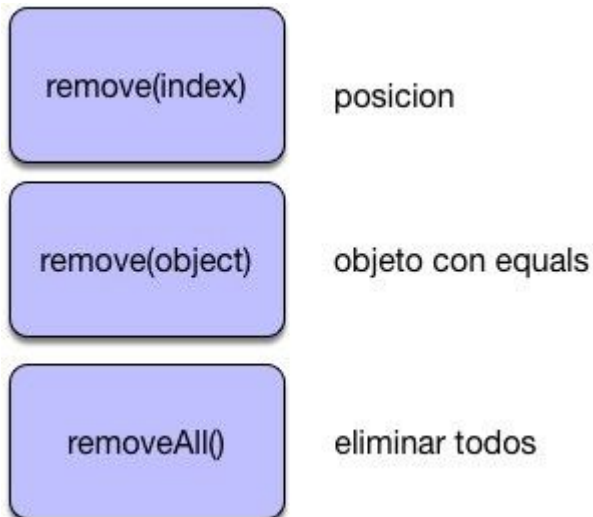 remove(index)
posicion
remove(object)
objeto con equals
removeAll()
eliminar todos